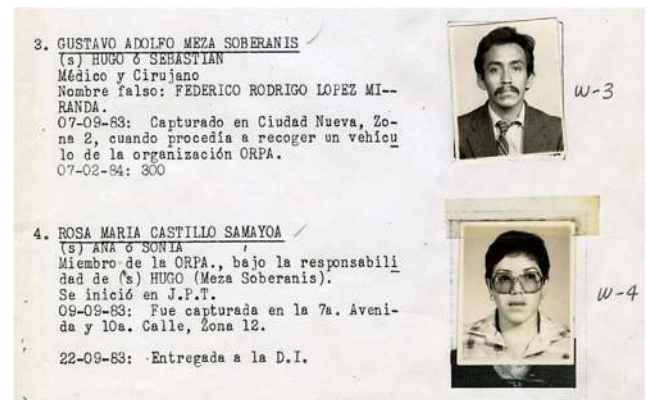 3. GUSTAVO ADOLFO MEZA SOBERANIS
(s) HUGO ó SEBASTIAN
Médico y Cirujano
Nombre falso: FEDERICO RODRIGO LOPEZ MI--
RANDA.
07-09-83: Capturado en Ciudad Nueva, Zo-
na 2, cuando procedía a recoger un vehícu
lo de la organización ORPA.
07-02-84: 300
W-3
4. ROSA MARIA CASTILLO SAMAYOA
(s) ANA ó SONIA
Miembro de la ORPA., bajo la responsabili
dad de (s) HUGO (Meza Soberanis).
Se inició en J.P.T.
09-09-83: Fue capturada en la 7a. Aveni-
da y 10a. Calle, Zona 12.
22-09-83: Entregada a la D.I.
W-4